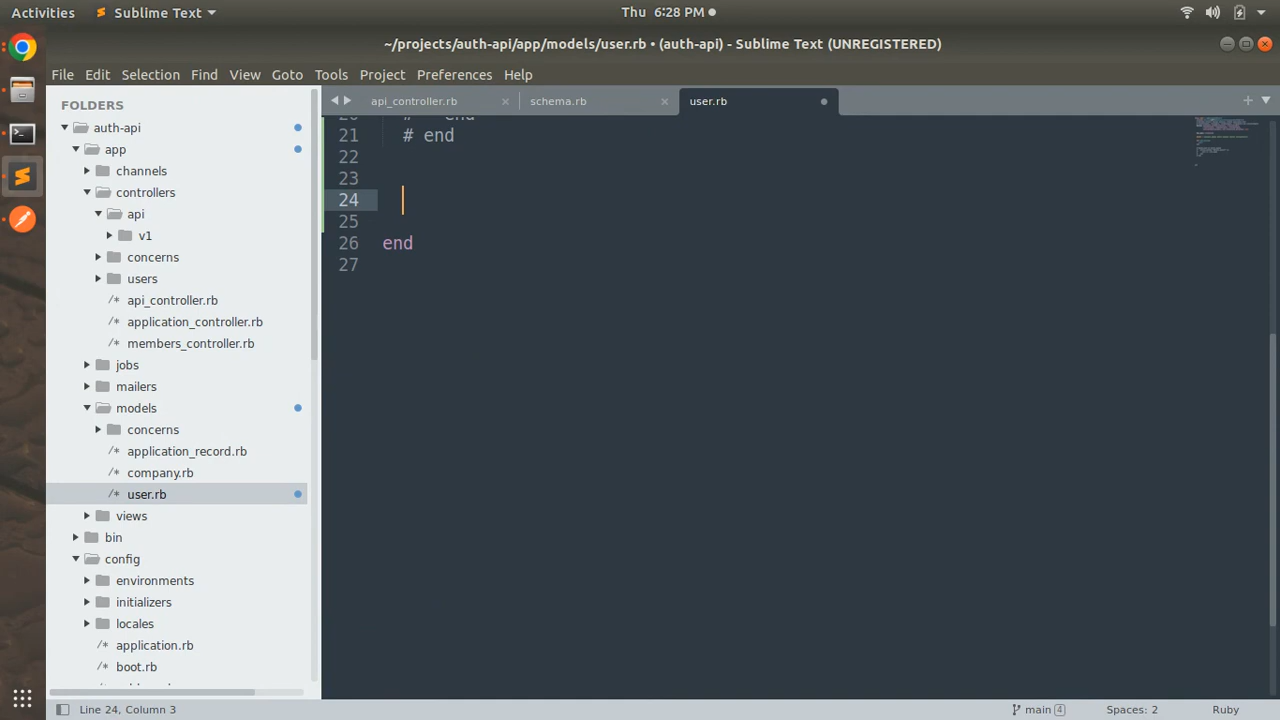 Activities
Sublime Text
Thu 6:28 PM
~/projects/auth-api/app/models/user.rb • (auth-api) - Sublime Text (UNREGISTERED)
File Edit Selection Find View Goto Tools Project Preferences Help
FOLDERS
auth-api
app
channels
controllers
api
v1
concerns
users
/* api_controller.rb
/* application_controller.rb
/* members_controller.rb
jobs
mailers
models
concerns
/* application_record.rb
/* company.rb
/* user.rb
views
bin
config
environments
initializers
locales
/* application.rb
/* boot.rb
api_controller.rb ×
schema.rb ×
user.rb
20 # end
21 # end
22
23
24
25
26 end
27
Line 24, Column 3
main 4
Spaces: 2
Ruby